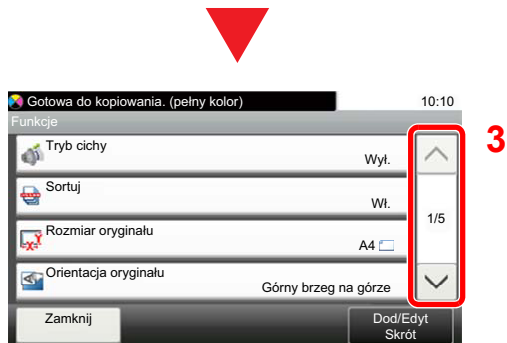 Gotowa do kopiowania. (pełny kolor) 10:10
Funkcje
Tryb cichy
Wył.
Sortuj
Wł.
Rozmiar oryginału
A4
Orientacja oryginału
Górny brzeg na górze
1/5
3
Zamknij
Dod/Edyt
Skrót